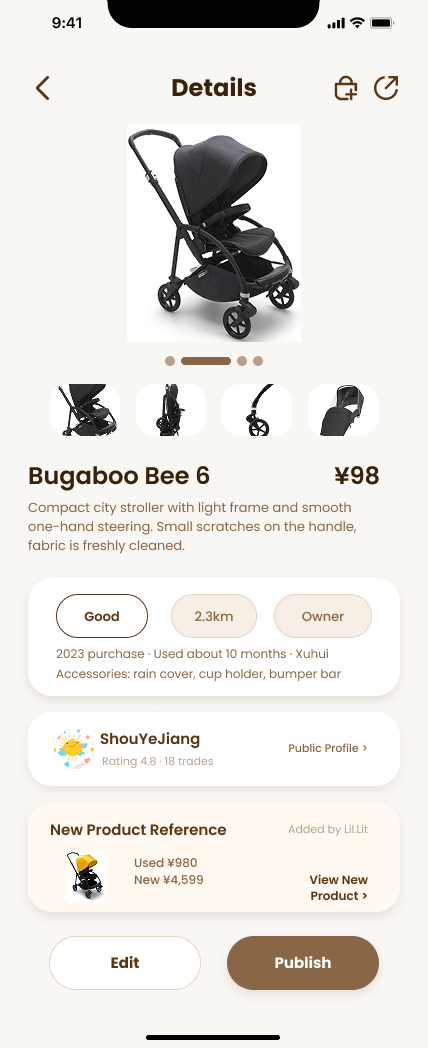 9:41
Details
Bugaboo Bee 6
¥98
Compact city stroller with light frame and smooth
one-hand steering. Small scratches on the handle,
fabric is freshly cleaned.
Good
2.3km
Owner
2023 purchase · Used about 10 months · Xuhui
Accessories: rain cover, cup holder, bumper bar
ShouYeJiang
Rating 4.8 · 18 trades
Public Profile >
New Product Reference
Added by Lil.Lit
Used ¥980
New ¥4,599
View New
Product >
Edit
Publish